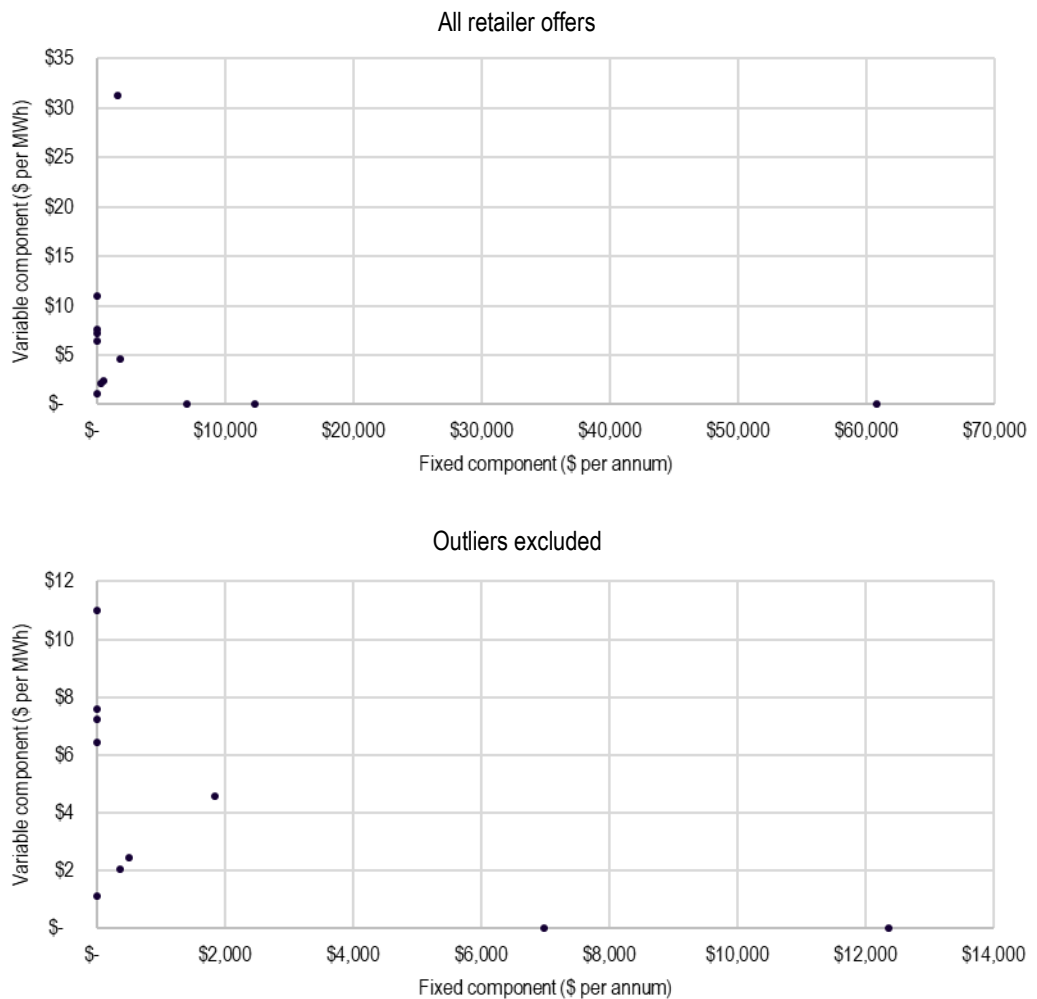 All retailer offers
$35
$30
$25
$20
$15
$10
$5
$-
Variable component ($ per MWh)
$- $10,000 $20,000 $30,000 $40,000 $50,000 $60,000 $70,000
Fixed component ($ per annum)
Outliers excluded
$12
$10
$8
$6
$4
$2
$-
Variable component ($ per MWh)
$- $2,000 $4,000 $6,000 $8,000 $10,000 $12,000 $14,000
Fixed component ($ per annum)